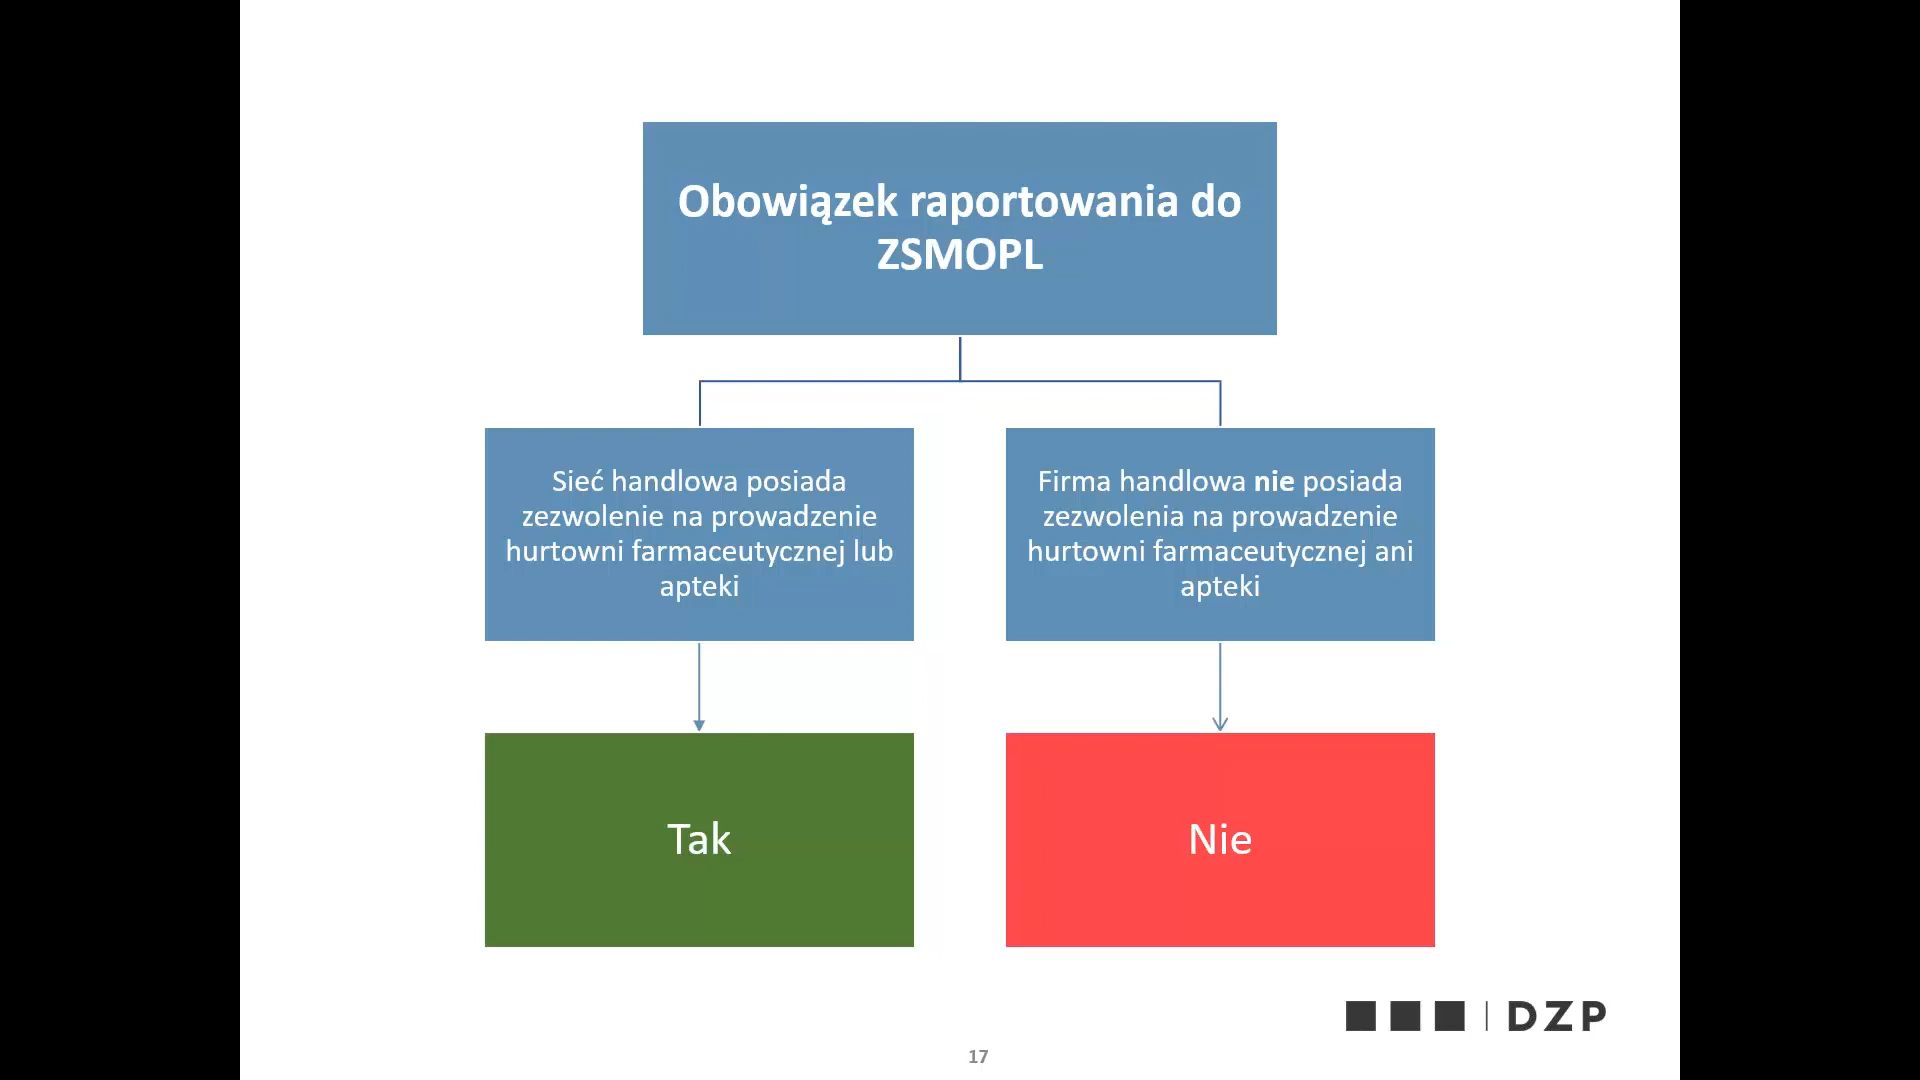 Obowiązek raportowania do
ZSMOPL
Sieć handlowa posiada
zezwolenie na prowadzenie
hurtowni farmaceutycznej lub
apteki
Firma handlowa nie posiada
zezwolenia na prowadzenie
hurtowni farmaceutycznej ani
apteki
Tak
Nie
DZP
17